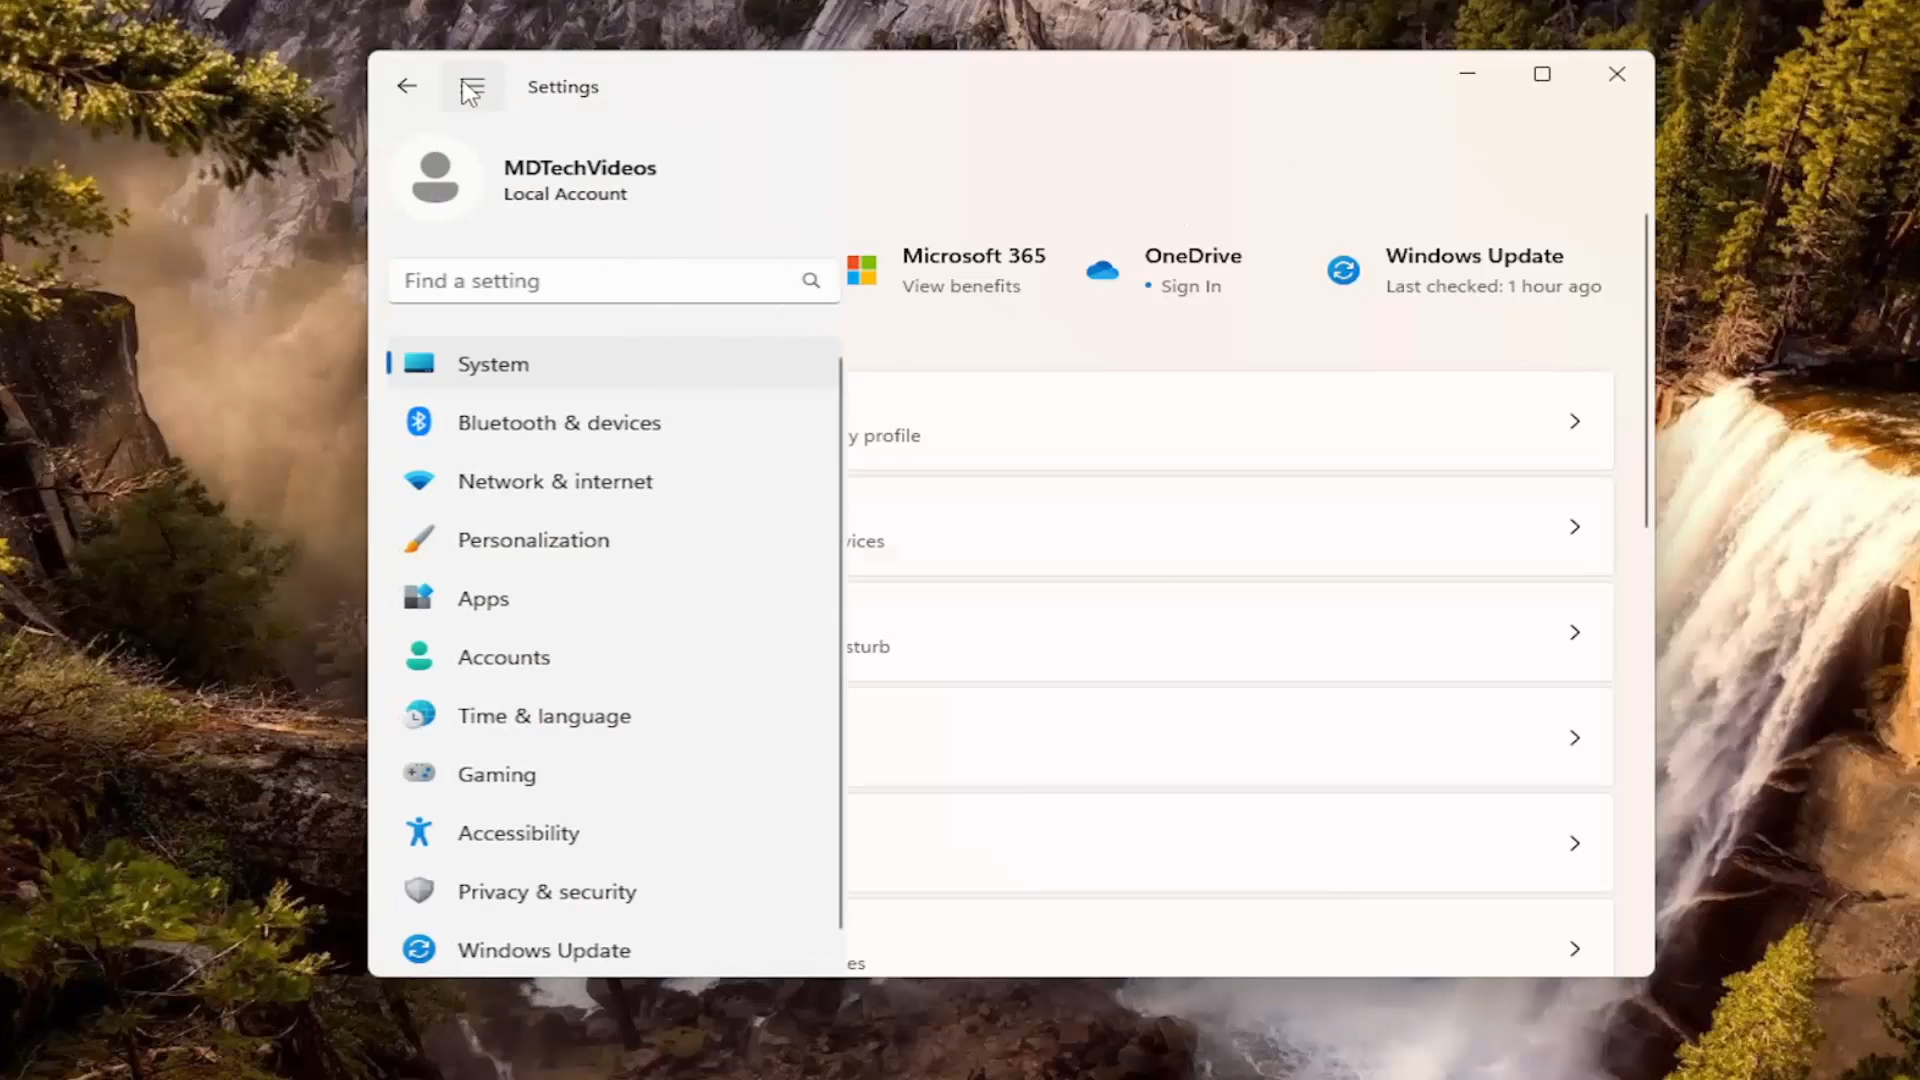 Settings
MDTechVideos
Local Account
Find a setting
Microsoft 365
View benefits
OneDrive
• Sign In
Windows Update
Last checked: 1 hour ago
System
Bluetooth & devices
Network & internet
Personalization
Apps
Accounts
Time & language
Gaming
Accessibility
Privacy & security
Windows Update
y profile
vices
sturb
es